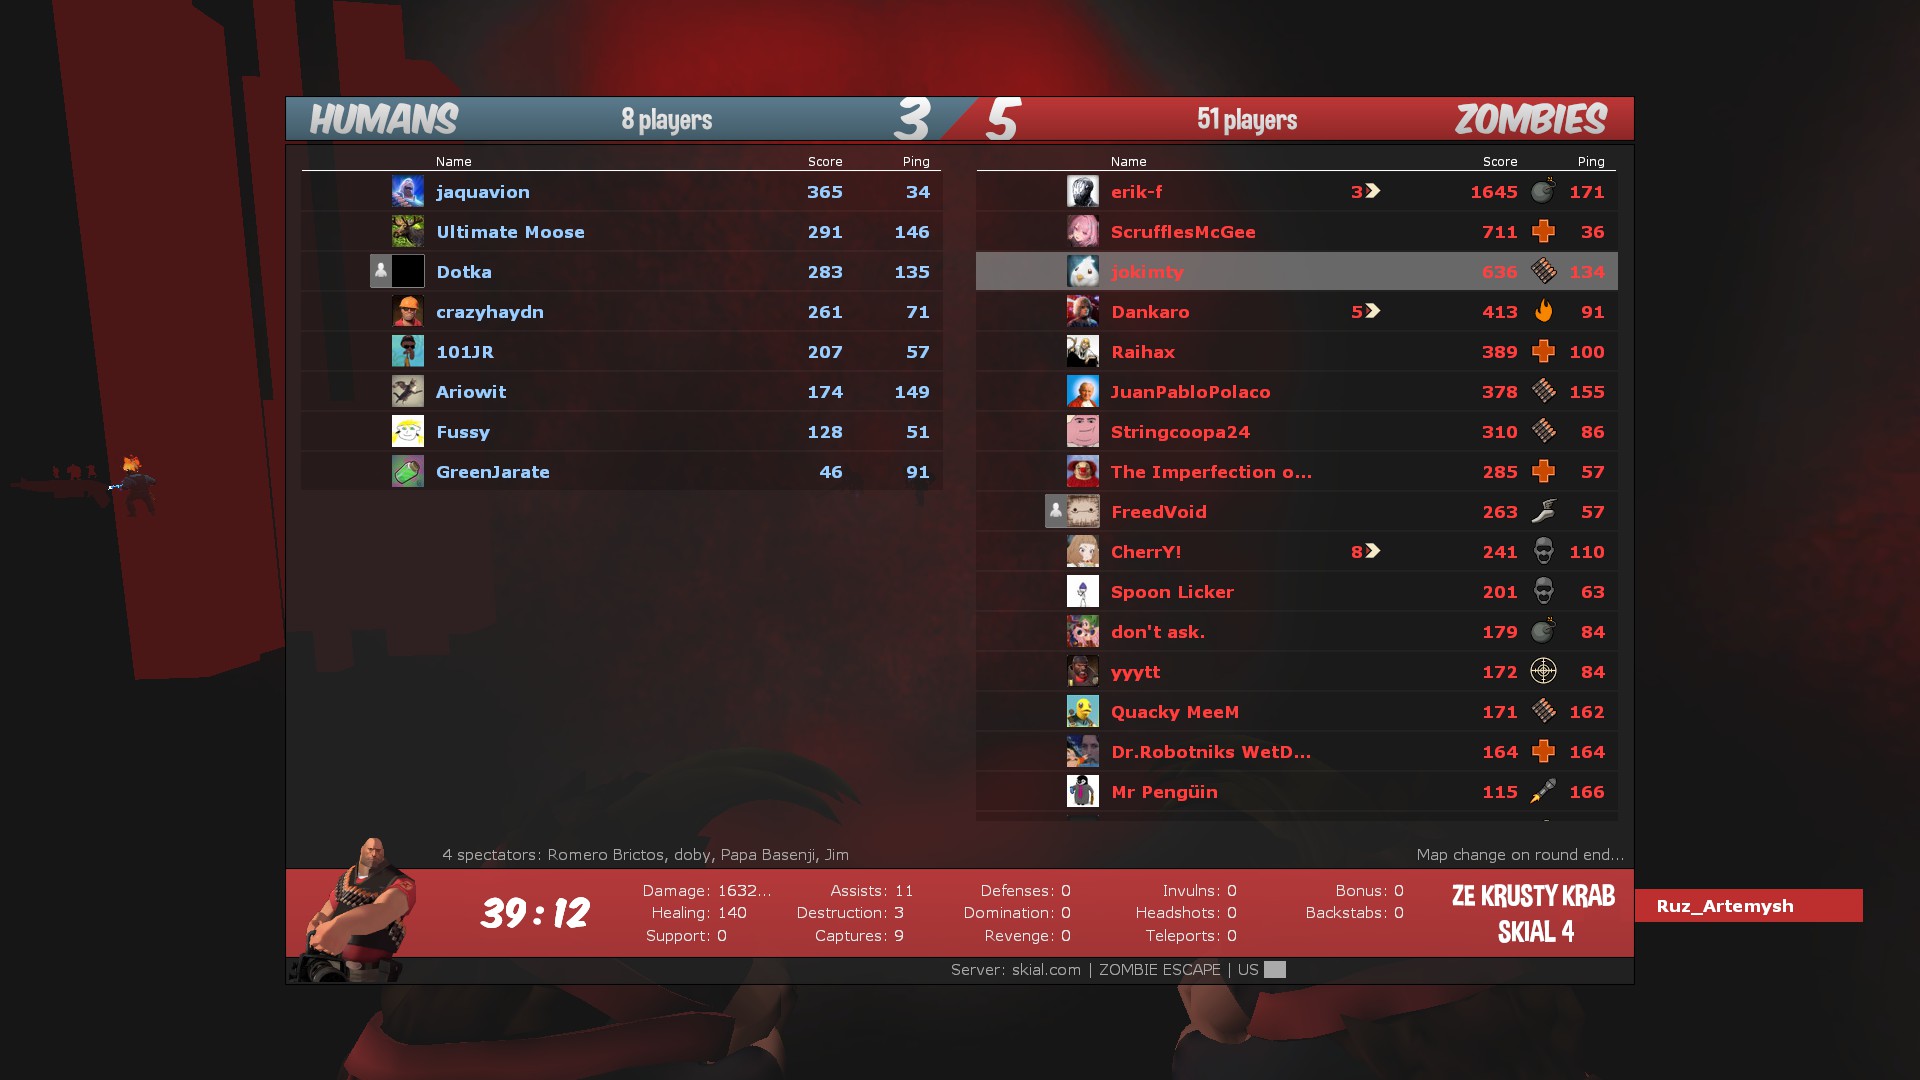 HUMANS 8 players 3 5 51 players ZOMBIES
Name Score Ping
jaquavion 365 34
Ultimate Moose 291 146
Dotka 283 135
crazyhaydn 261 71
101JR 207 57
Ariowit 174 149
Fussy 128 51
GreenJarate 46 91
Name Score Ping
erik-f 3 1645 171
ScrufflesMcGee 711 36
jokimty 636 134
Dankaro 5 413 91
Raihax 389 100
JuanPabloPolaco 378 155
Stringcoopa24 310 86
The Imperfection o... 285 57
FreedVoid 263 57
CherrY! 8 241 110
Spoon Licker 201 63
don't ask. 179 84
yyytt 172 84
Quacky MeeM 171 162
Dr.Robotniks WetD... 164 164
Mr Pengüin 115 166
4 spectators: Romero Brictos, doby, Papa Basenji, Jim
Map change on round end...
39:12
Damage: 1632... Assists: 11 Defenses: 0 Invulns: 0 Bonus: 0
Healing: 140 Destruction: 3 Domination: 0 Headshots: 0 Backstabs: 0
Support: 0 Captures: 9 Revenge: 0 Teleports: 0
ZE KRUSTY KRAB
SKIAL 4
Ruz_Artemysh
Server: skial.com | ZOMBIE ESCAPE | US